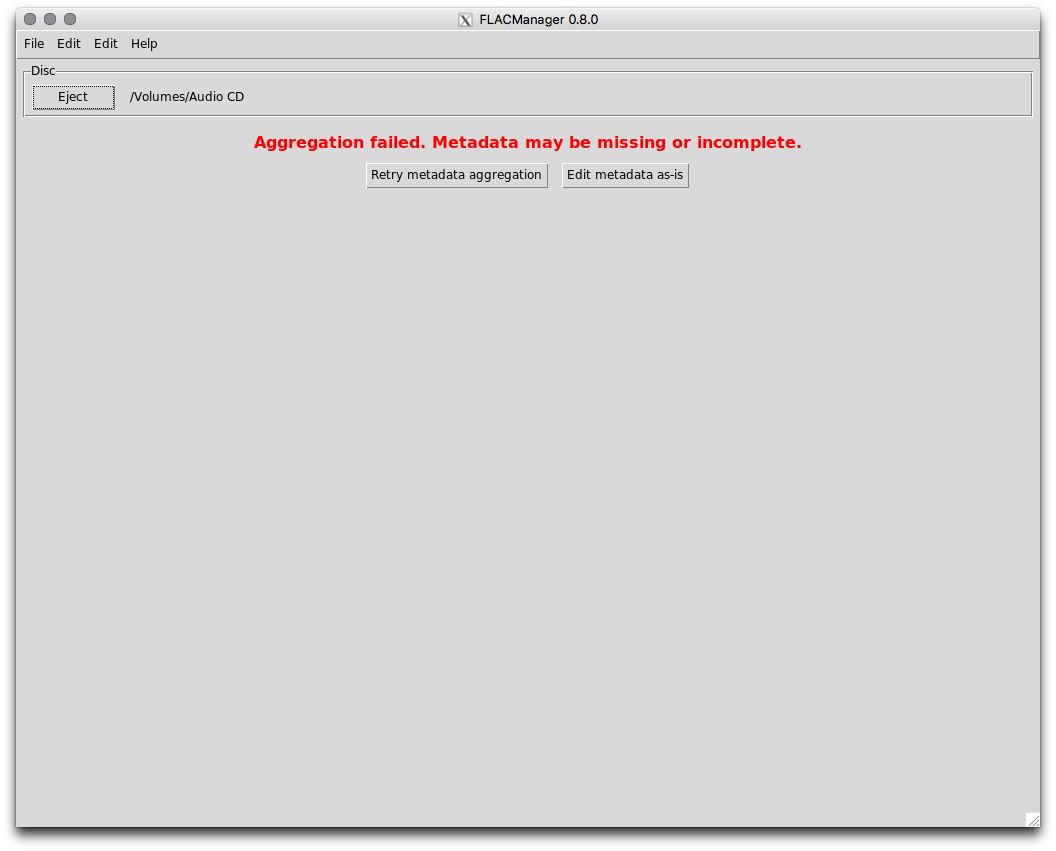 FLACManager 0.8.0
File Edit Edit Help
Disc
Eject /Volumes/Audio CD
Aggregation failed. Metadata may be missing or incomplete.
Retry metadata aggregation Edit metadata as-is